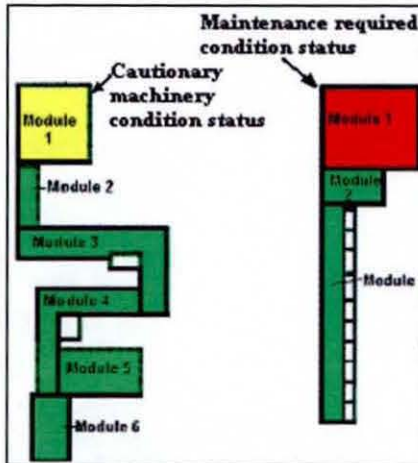 Maintenance required
condition status
Cautionary
machinery
condition status
Module
1
Module 2
Module 3
Module 4
Module 5
Module 6
Module 1
Module
2
Module